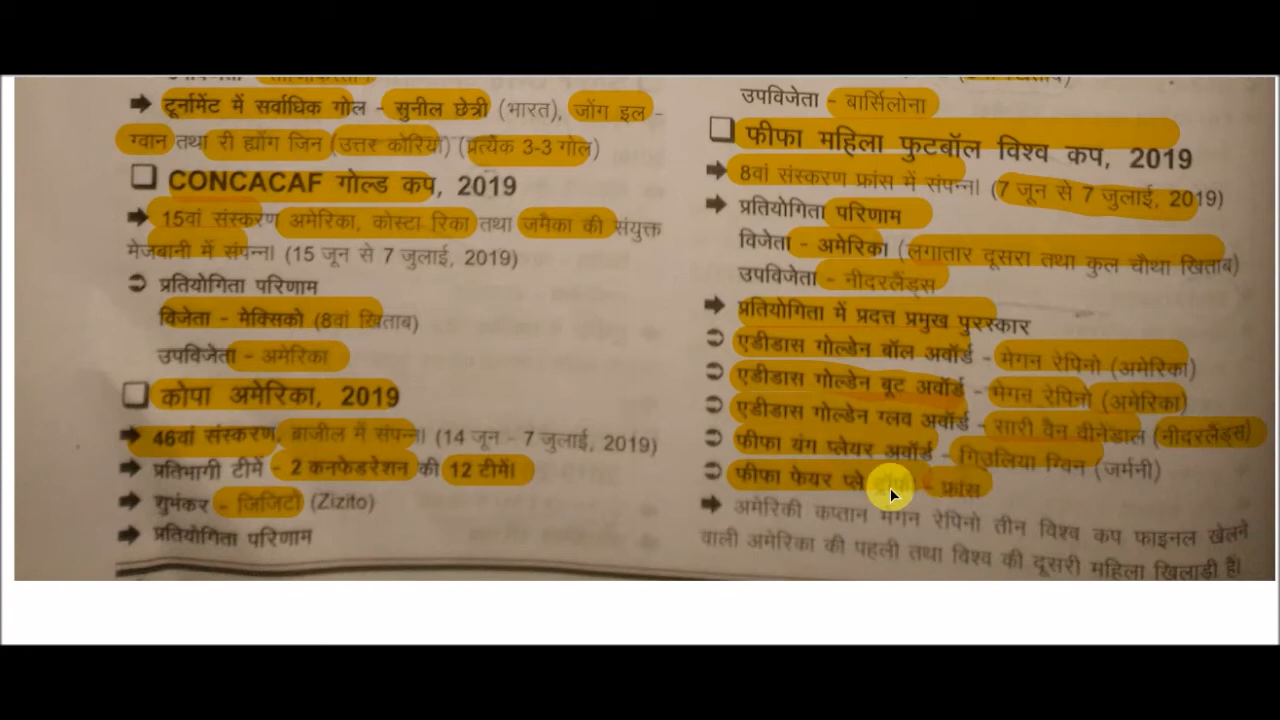 ➔ टूर्नामेंट में सर्वाधिक गोल - सुनील छेत्री (भारत), जोंग इल -
ग्वान तथा री ह्योंग जिन (उत्तर कोरिया) (प्रत्येक 3-3 गोल)
❑ CONCACAF गोल्ड कप, 2019
➔ 15वां संस्करण अमेरिका, कोस्टा रिका तथा जमैका की संयुक्त
मेजबानी में संपन्न। (15 जून से 7 जुलाई, 2019)
➲ प्रतियोगिता परिणाम
विजेता - मेक्सिको (8वां खिताब)
उपविजेता - अमेरिका
❑ कोपा अमेरिका, 2019
➔ 46वां संस्करण, ब्राजील में संपन्न। (14 जून - 7 जुलाई, 2019)
➔ प्रतिभागी टीमें - 2 कनफेडरेशन की 12 टीमें।
➔ शुभंकर - जिजिटो (Zizito)
➔ प्रतियोगिता परिणाम
उपविजेता - बार्सिलोना
❑ फीफा महिला फुटबॉल विश्व कप, 2019
➔ 8वां संस्करण फ्रांस में संपन्न। (7 जून से 7 जुलाई, 2019)
➔ प्रतियोगिता परिणाम
विजेता - अमेरिका (लगातार दूसरा तथा कुल चौथा खिताब)
उपविजेता - नीदरलैंड्स
➔ प्रतियोगिता में प्रदत्त प्रमुख पुरस्कार
➲ एडीडास गोल्डेन बॉल अवॉर्ड - मेगन रेपिनो (अमेरिका)
➲ एडीडास गोल्डेन बूट अवॉर्ड - मेगन रेपिनो (अमेरिका)
➲ एडीडास गोल्डेन ग्लव अवॉर्ड - सारी वैन वीनेडाल (नीदरलैंड्स)
➲ फीफा यंग प्लेयर अवॉर्ड - गिउलिया ग्विन (जर्मनी)
➲ फीफा फेयर प्ले ट्रॉफी - फ्रांस
➔ अमेरिकी कप्तान मेगन रेपिनो तीन विश्व कप फाइनल खेलने
वाली अमेरिका की पहली तथा विश्व की दूसरी महिला खिलाड़ी हैं।